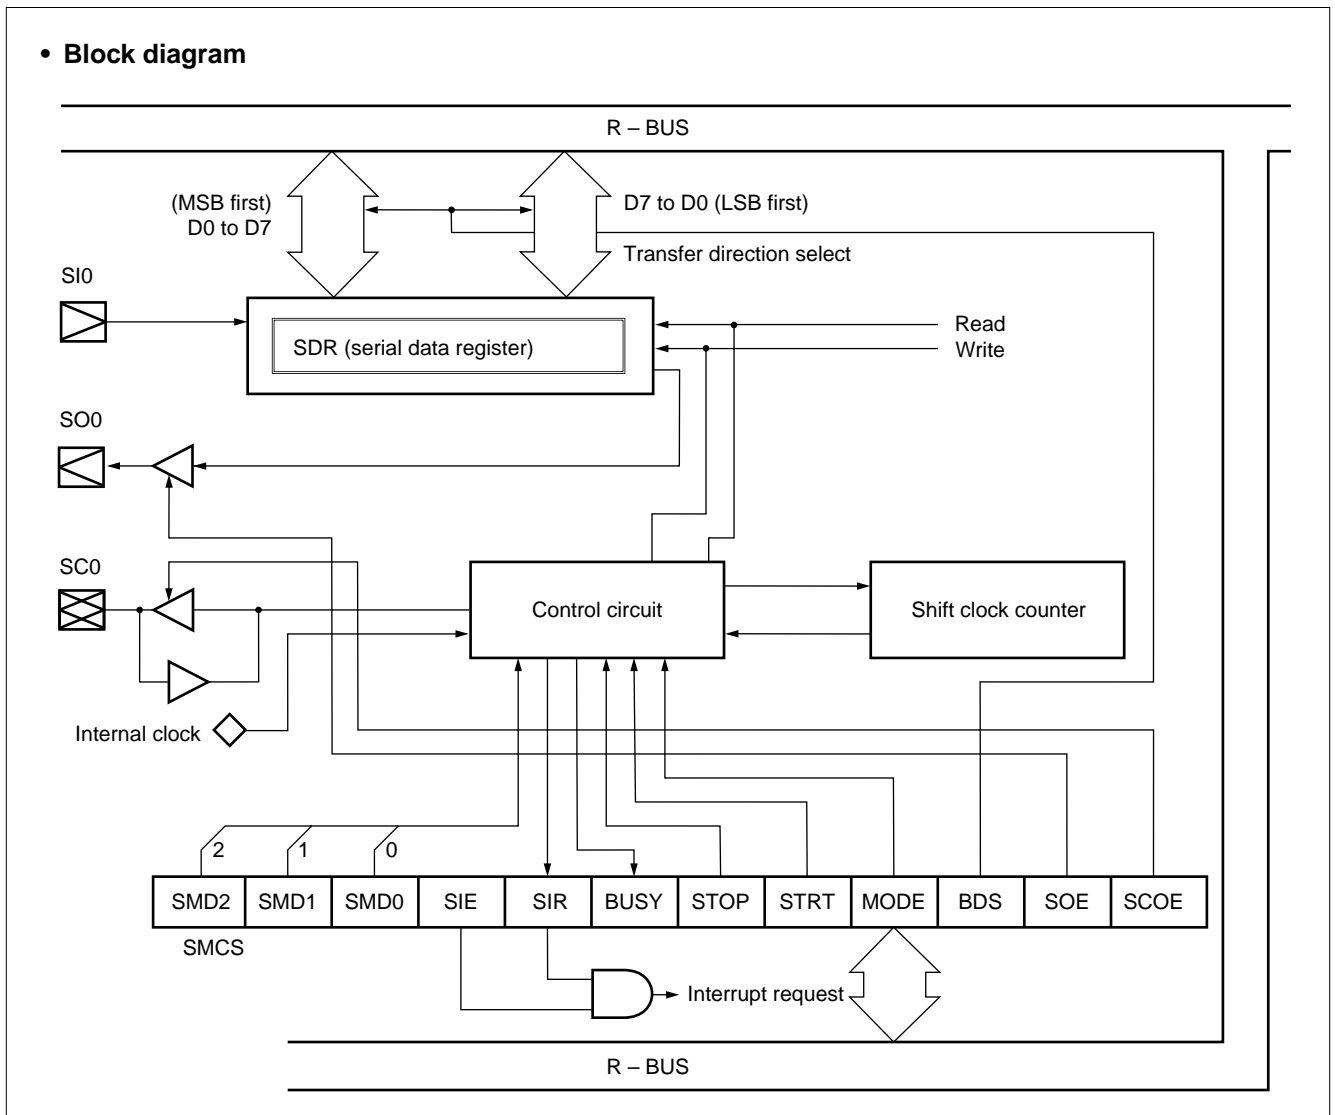 • Block diagram
R – BUS
(MSB first)
D0 to D7
D7 to D0 (LSB first)
Transfer direction select
SI0
SDR (serial data register)
Read
Write
SO0
SC0
Control circuit
Shift clock counter
Internal clock
2 1 0
SMD2 SMD1 SMD0 SIE SIR BUSY STOP STRT MODE BDS SOE SCOE
SMCS
Interrupt request
R – BUS